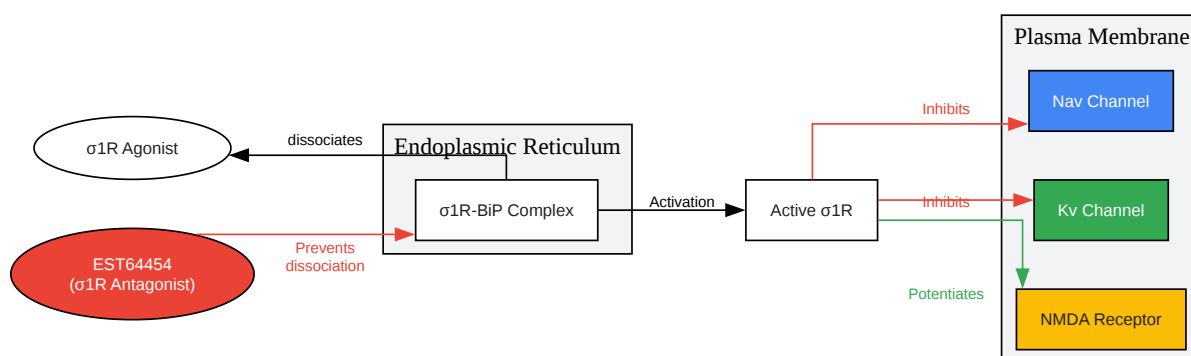 Plasma Membrane
Nav Channel
Inhibits
dissociates
Endoplasmic Reticulum
σ1R Agonist
σ1R-BiP Complex
Activation
Active σ1R
Inhibits
Kv Channel
Prevents
dissociation
EST64454
(σ1R Antagonist)
Potentiates
NMDA Receptor